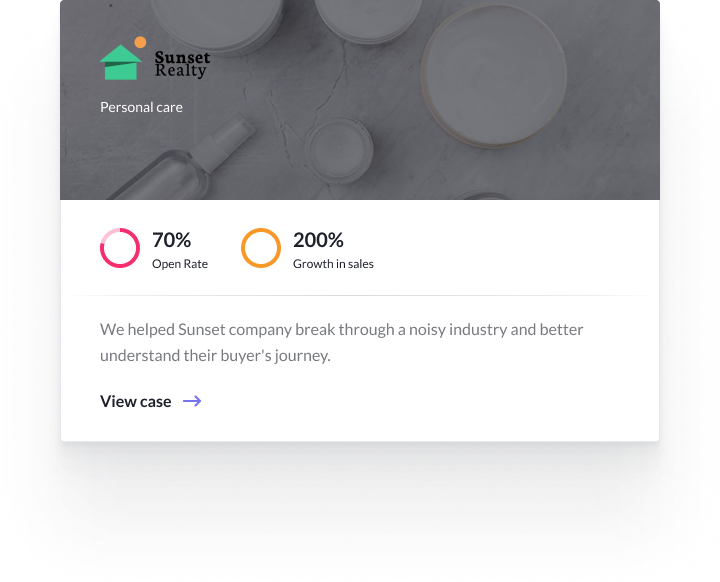 Sunset
Realty
Personal care
70%
Open Rate
200%
Growth in sales
We helped Sunset company break through a noisy industry and better
understand their buyer's journey.
View case